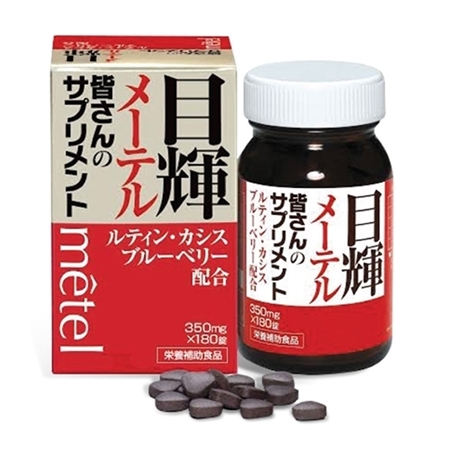 目輝
メーテル
皆さんの
サプリメント
ルテイン・カシス
ブルーベリー
配合
350mg
×180錠
栄養補助食品
mêtel
目輝
メーテル
皆さんの
サプリメント
ルテイン・カシス
ブルーベリー配合
350mg
×180錠
栄養補助食品